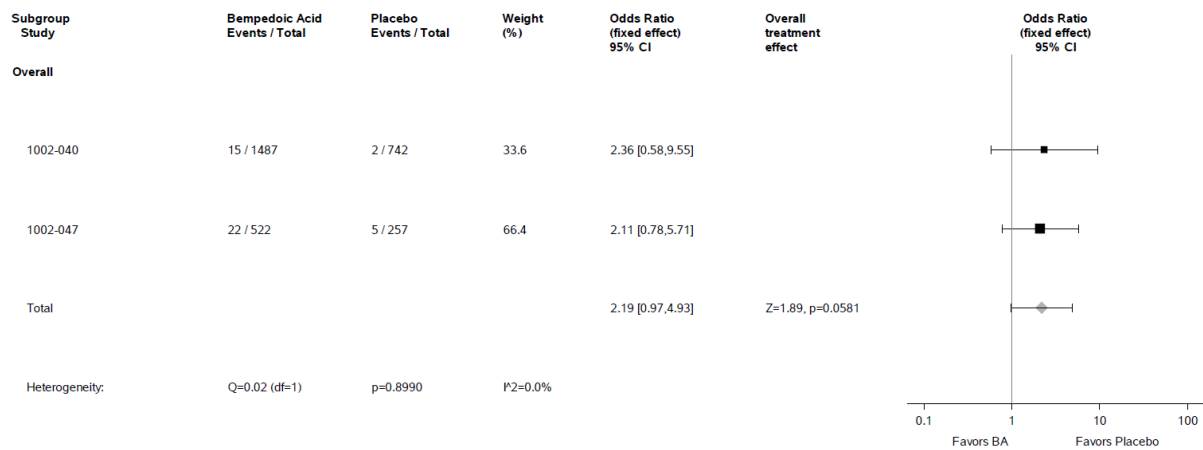 Subgroup Study Bempedoic Acid Events / Total Placebo Events / Total Weight (%) Odds Ratio (fixed effect) 95% CI Overall treatment effect Odds Ratio (fixed effect) 95% CI
Overall
1002-040 15 / 1487 2 / 742 33.6 2.36 [0.58,9.55]
1002-047 22 / 522 5 / 257 66.4 2.11 [0.78,5.71]
Total 2.19 [0.97,4.93] Z=1.89, p=0.0581
Heterogeneity: Q=0.02 (df=1) p=0.8990 I^2=0.0%
0.1 1 10 100
Favors BA Favors Placebo